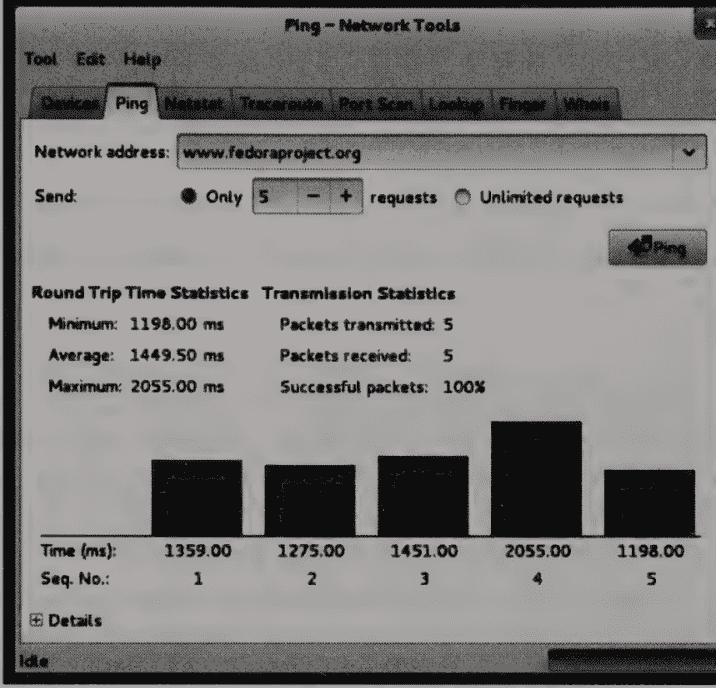 Ping – Network Tools
Tool Edit Help
Devices Ping Netstat Traceroute Port Scan Lookup Finger Whois
Network address: www.fedoraproject.org
Send: Only 5 − + requests Unlimited requests
Ping
Round Trip Time Statistics Transmission Statistics
Minimum: 1198.00 ms Packets transmitted: 5
Average: 1449.50 ms Packets received: 5
Maximum: 2055.00 ms Successful packets: 100%
Time (ms): 1359.00 1275.00 1451.00 2055.00 1198.00
Seq. No.: 1 2 3 4 5
Details
Idle